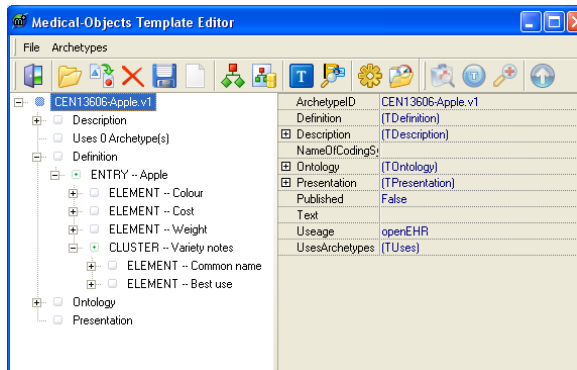 Medical-Objects Template Editor
File Archetypes
T
T
CEN13606-Apple.v1
Description
Uses 0 Archetype(s)
Definition
ENTRY -- Apple
ELEMENT -- Colour
ELEMENT -- Cost
ELEMENT -- Weight
CLUSTER -- Variety notes
ELEMENT -- Common name
ELEMENT -- Best use
Ontology
Presentation
ArchetypeID CEN13606-Apple.v1
Definition (TDefinition)
Description (TDescription)
NameOfCodingSy
Ontology (TOntology)
Presentation (TPresentation)
Published False
Text
Useage openEHR
UsesArchetypes (TUses)